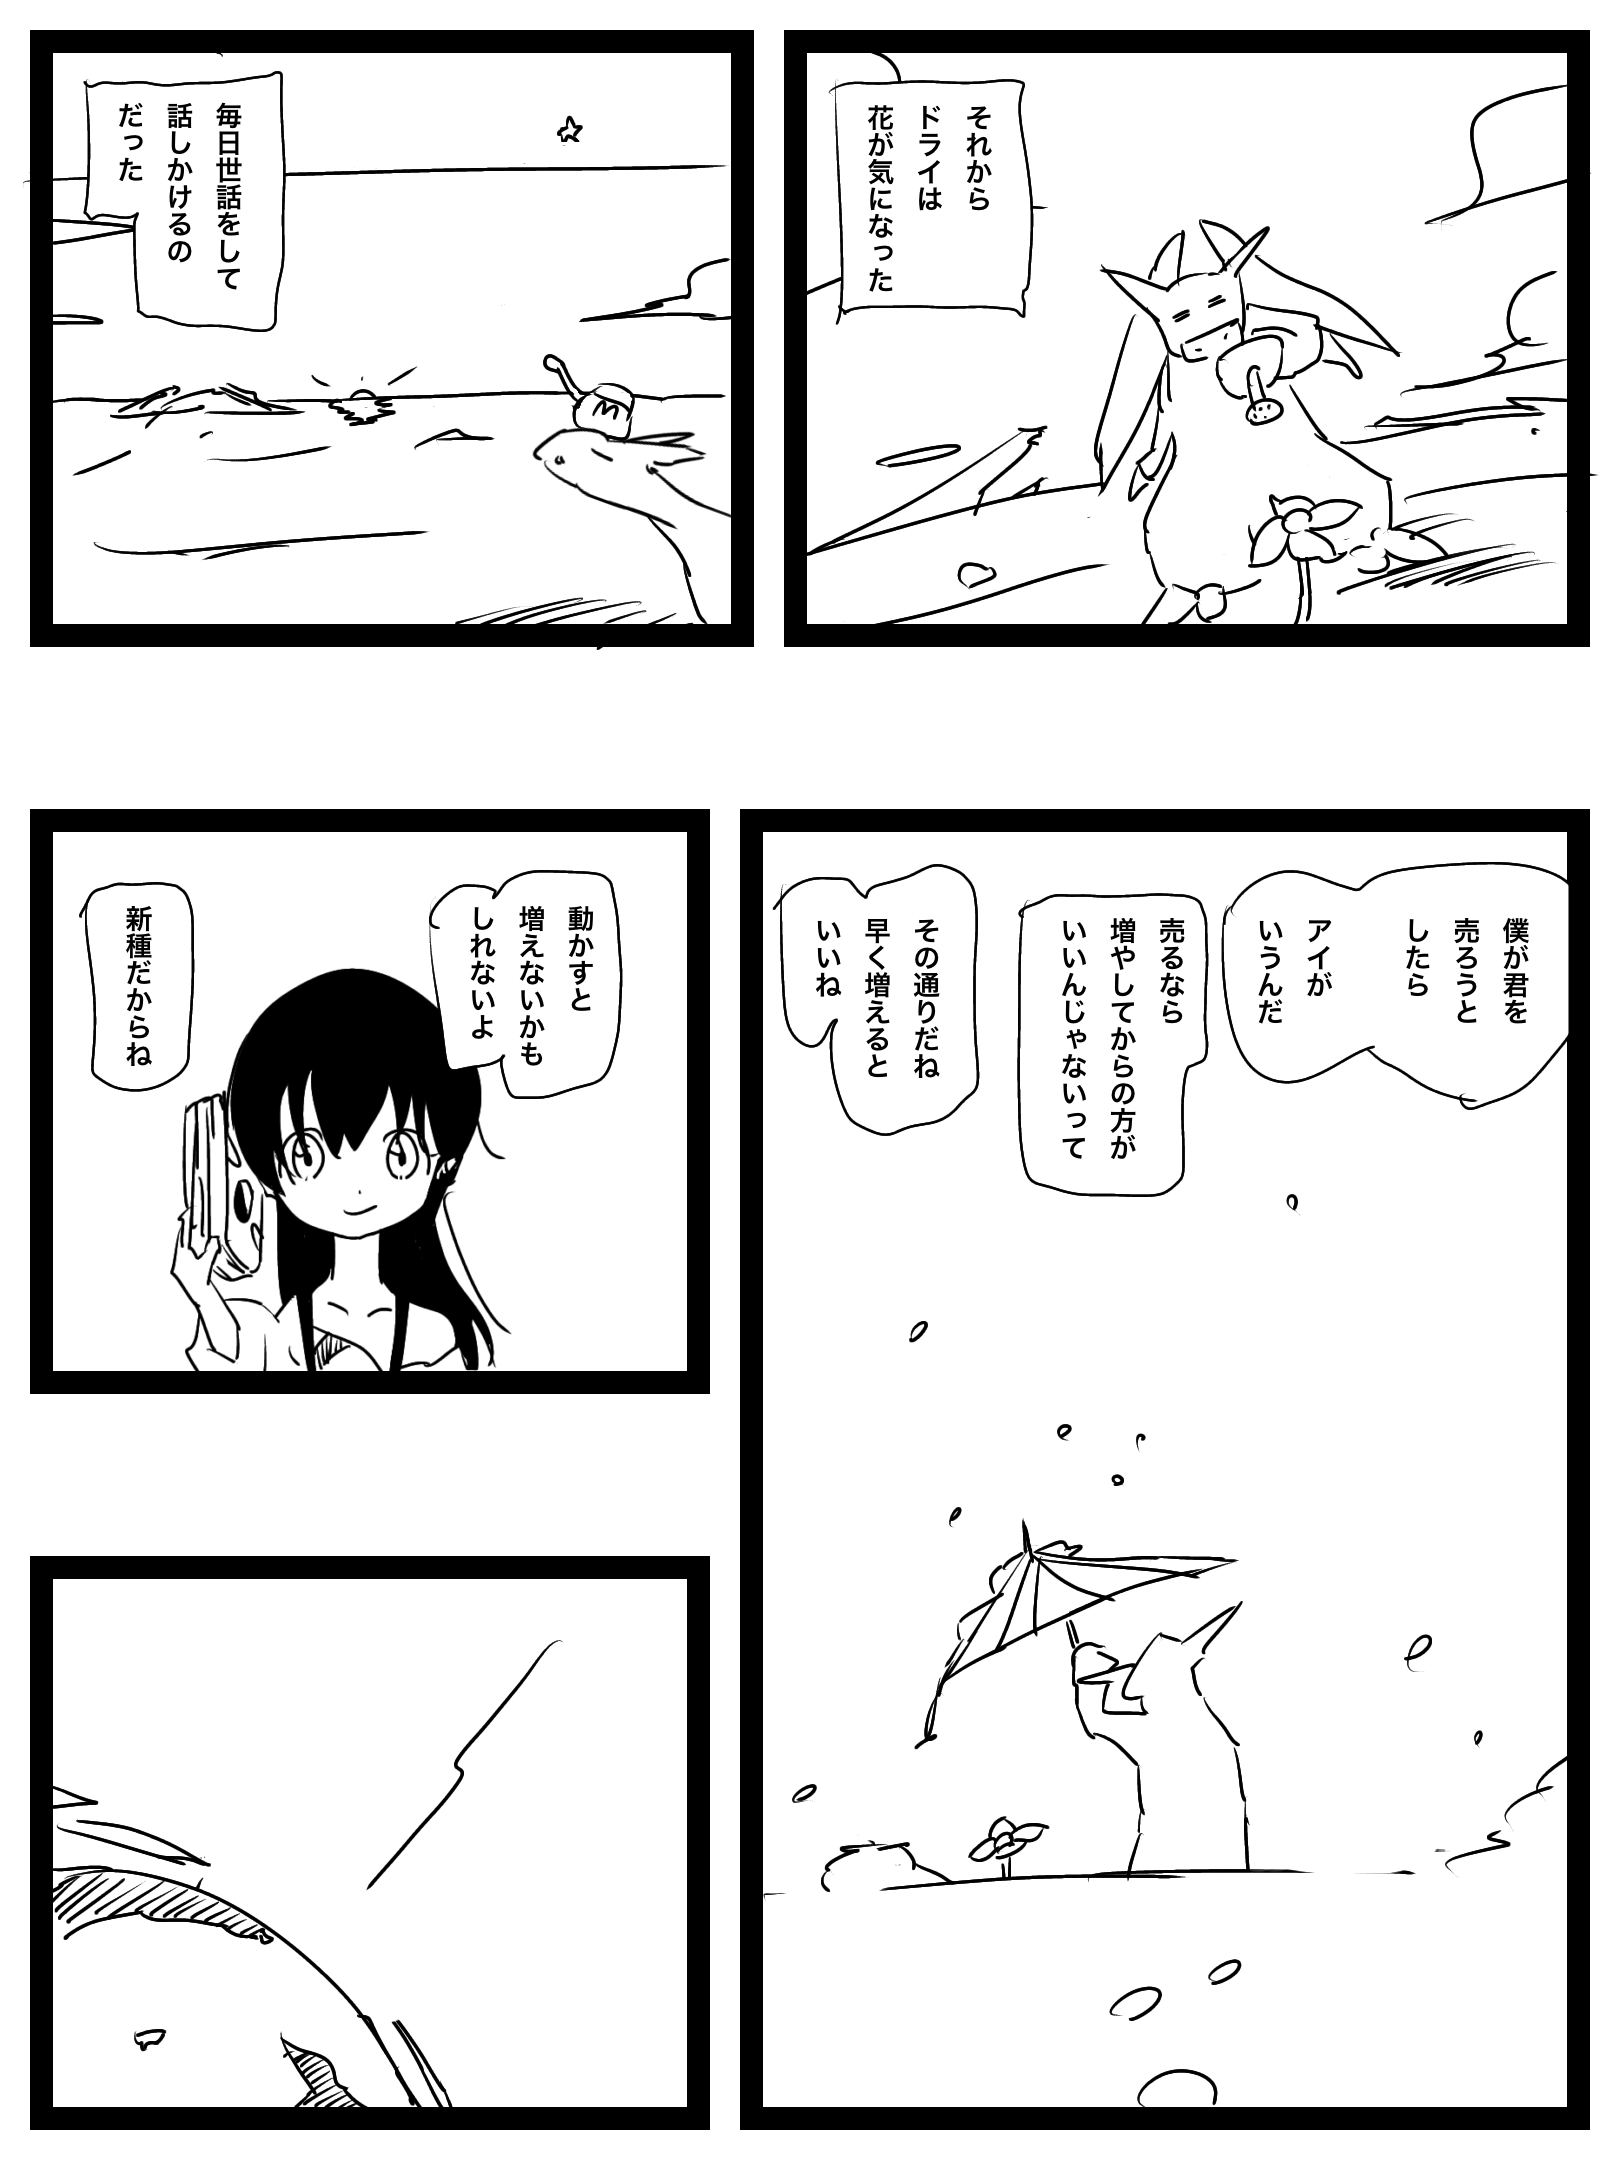 それから
ドライは
花が気になった
毎日世話をして
話しかけるの
だった
僕が君を
売ろうと
したら
アイが
いうんだ
売るなら
増やしてからの方が
いいんじゃないって
その通りだね
早く増えると
いいね
動かすと
増えないかも
しれないよ
新種だからね